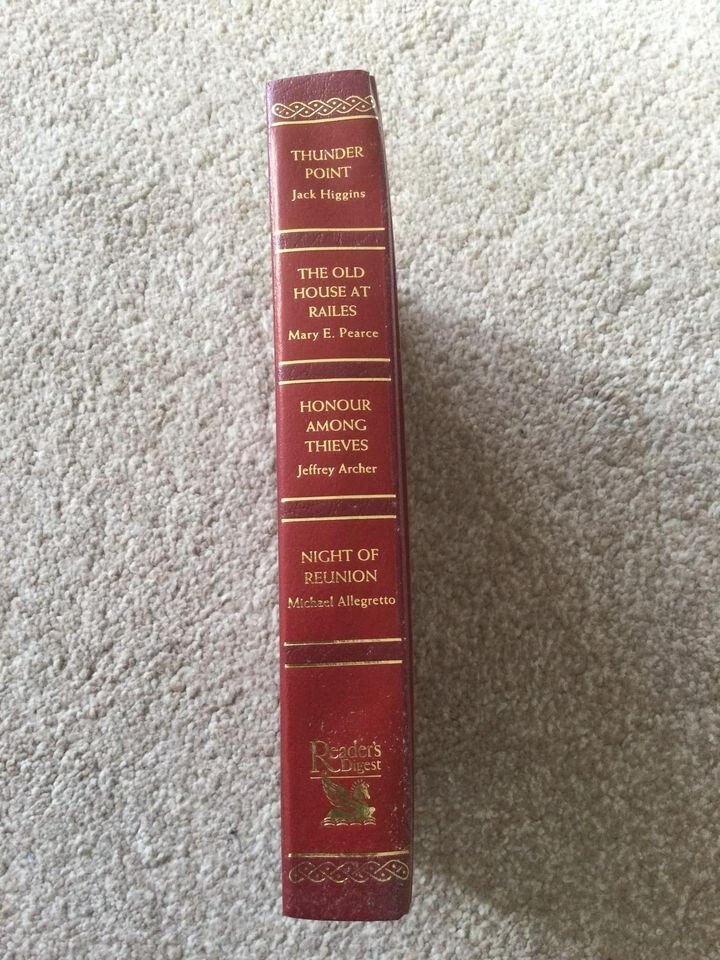 THUNDER
POINT
Jack Higgins
THE OLD
HOUSE AT
RAILES
Mary E. Pearce
HONOUR
AMONG
THIEVES
Jeffrey Archer
NIGHT OF
REUNION
Michael Allegretto
Reader's
Digest